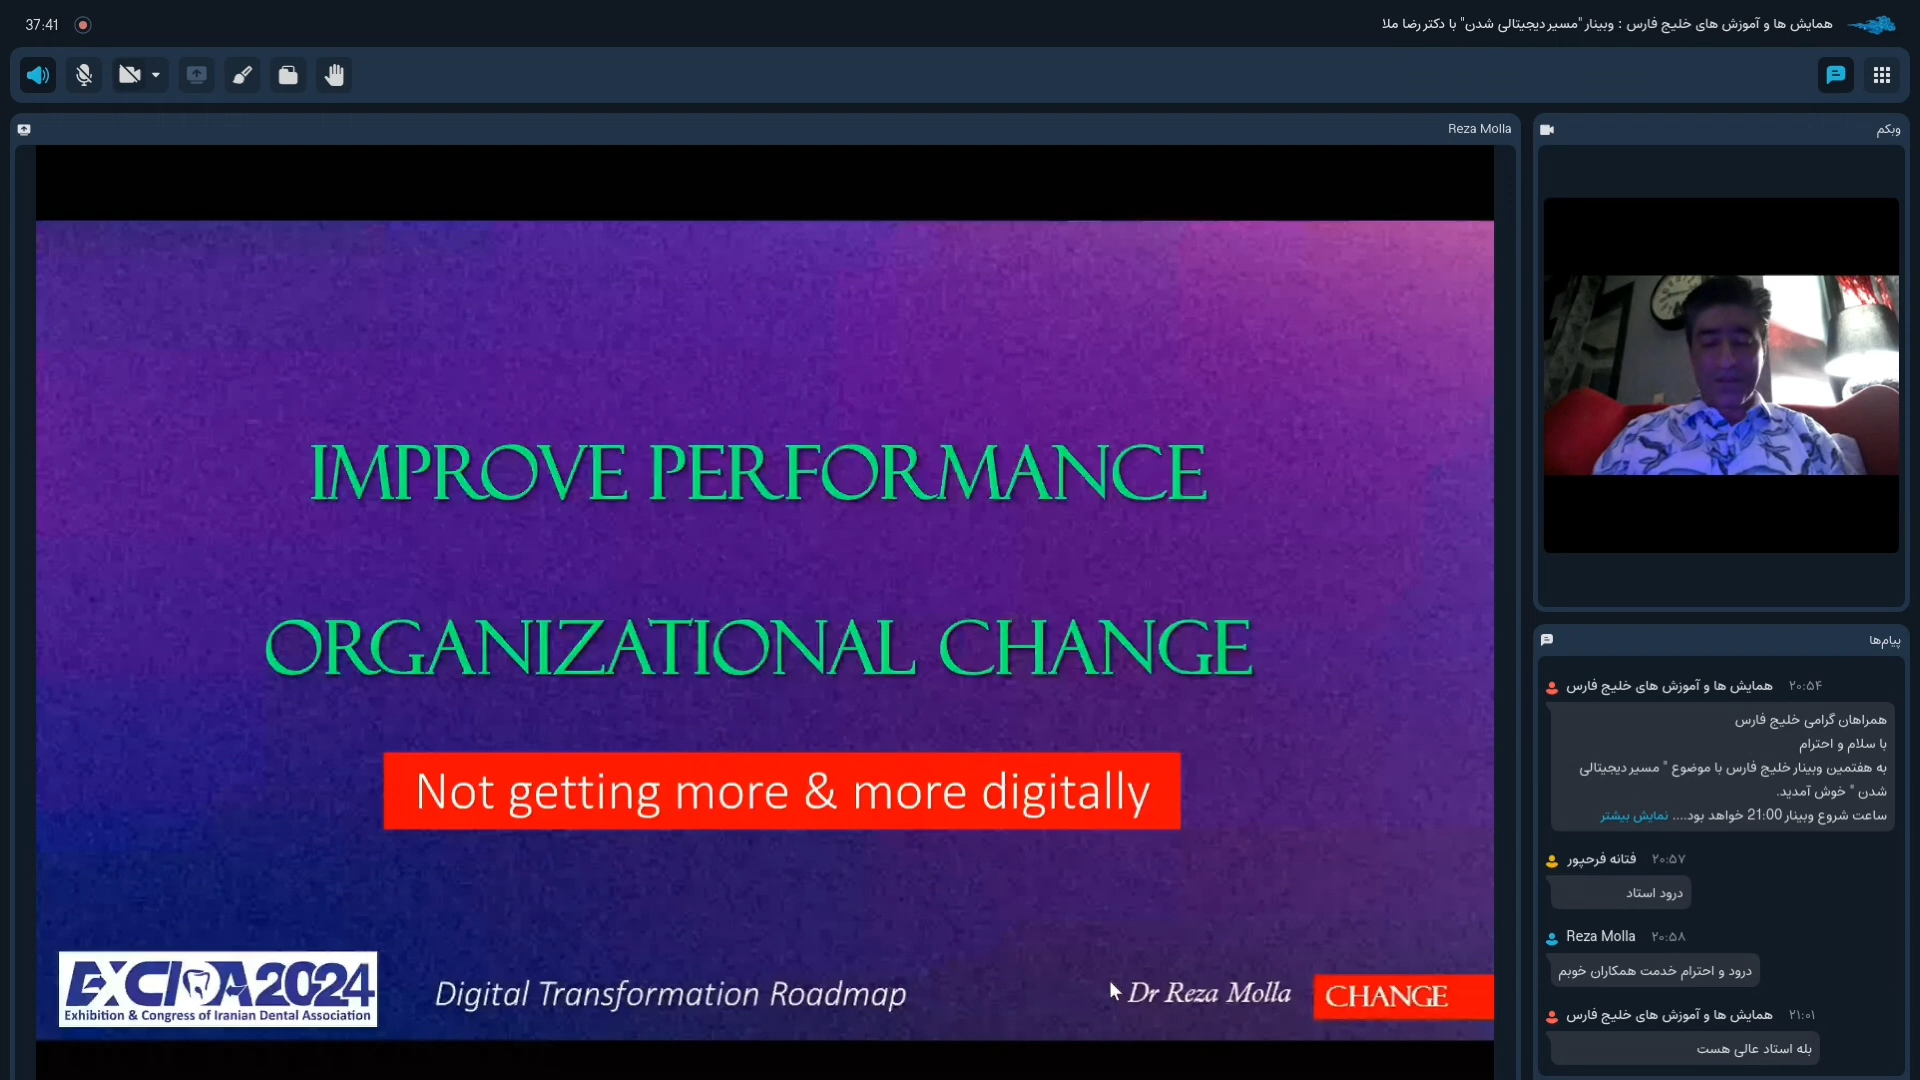 37:41
همایش ها و آموزش های خلیج فارس : وبینار "مسیر دیجیتالی شدن" با دکتر رضا ملا
Reza Molla
IMPROVE PERFORMANCE
ORGANIZATIONAL CHANGE
Not getting more & more digitally
EXCIDA2024
Exhibition & Congress of Iranian Dental Association
Digital Transformation Roadmap
Dr Reza Molla
CHANGE
وبکم
پیام‌ها
همایش ها و آموزش های خلیج فارس ۲۰:۵۴
همراهان گرامی خلیج فارس
با سلام و احترام
به هفتمین وبینار خلیج فارس با موضوع " مسیر دیجیتالی
شدن " خوش آمدید.
ساعت شروع وبینار 21:00 خواهد بود.... نمایش بیشتر
فتانه فرحپور ۲۰:۵۷
درود استاد
Reza Molla ۲۰:۵۸
درود و احترام خدمت همکاران خوبم
همایش ها و آموزش های خلیج فارس ۲۱:۰۱
بله استاد عالی هست